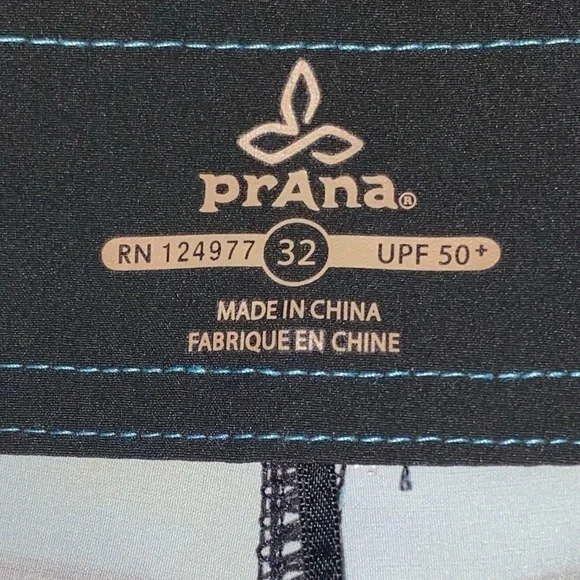 prAna®
RN 124977 32 UPF 50+
MADE IN CHINA
FABRIQUE EN CHINE